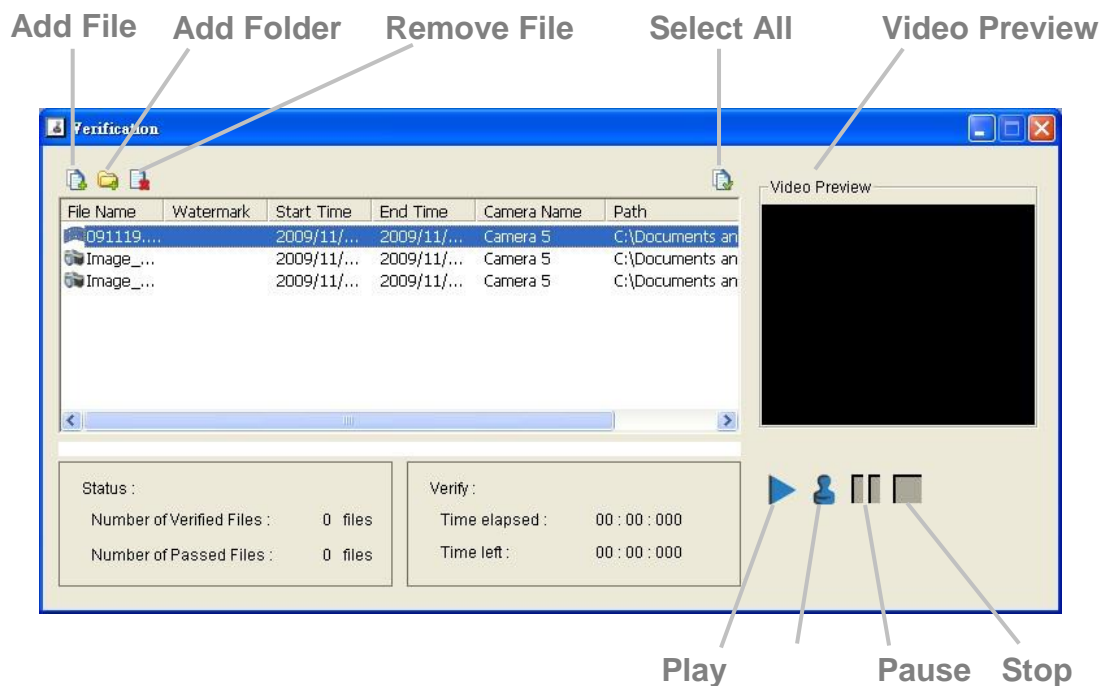 Add File Add Folder Remove File Select All Video Preview
Verification
Video Preview
File Name Watermark Start Time End Time Camera Name Path
091119.... 2009/11/... 2009/11/... Camera 5 C:\Documents an
Image_... 2009/11/... 2009/11/... Camera 5 C:\Documents an
Image_... 2009/11/... 2009/11/... Camera 5 C:\Documents an
Status :
Number of Verified Files : 0 files
Number of Passed Files : 0 files
Verify :
Time elapsed : 00 : 00 : 000
Time left : 00 : 00 : 000
Play Pause Stop